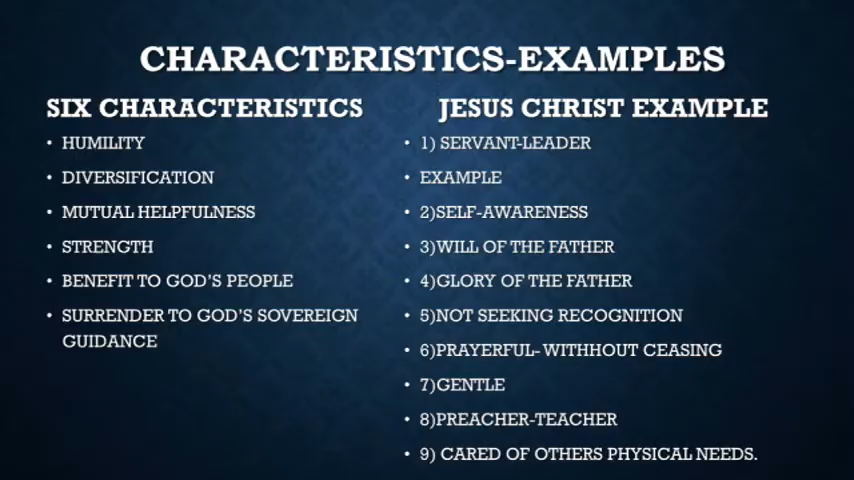 CHARACTERISTICS-EXAMPLES
SIX CHARACTERISTICS
• HUMILITY
• DIVERSIFICATION
• MUTUAL HELPFULNESS
• STRENGTH
• BENEFIT TO GOD'S PEOPLE
• SURRENDER TO GOD'S SOVEREIGN
GUIDANCE
JESUS CHRIST EXAMPLE
• 1) SERVANT-LEADER
• EXAMPLE
• 2)SELF-AWARENESS
• 3)WILL OF THE FATHER
• 4)GLORY OF THE FATHER
• 5)NOT SEEKING RECOGNITION
• 6)PRAYERFUL- WITHHOUT CEASING
• 7)GENTLE
• 8)PREACHER-TEACHER
• 9) CARED OF OTHERS PHYSICAL NEEDS.